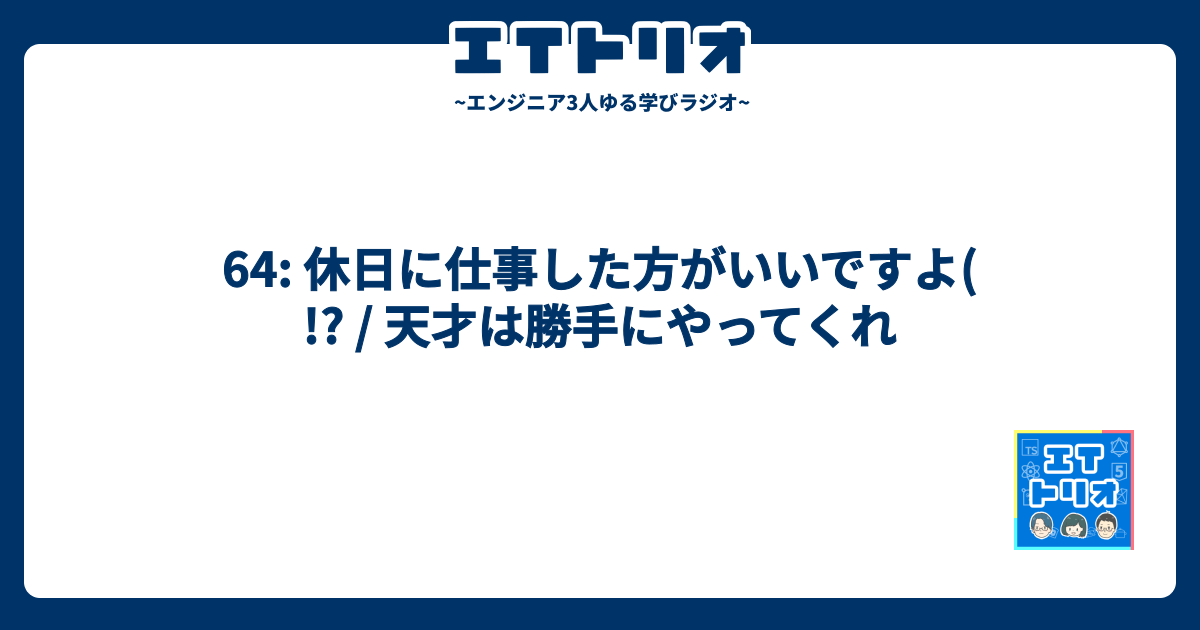 エTトリオ
~エンジニア3人ゆる学びラジオ~
64: 休日に仕事した方がいいですよ(
!? / 天才は勝手にやってくれ
TS
5
エT
トリオ